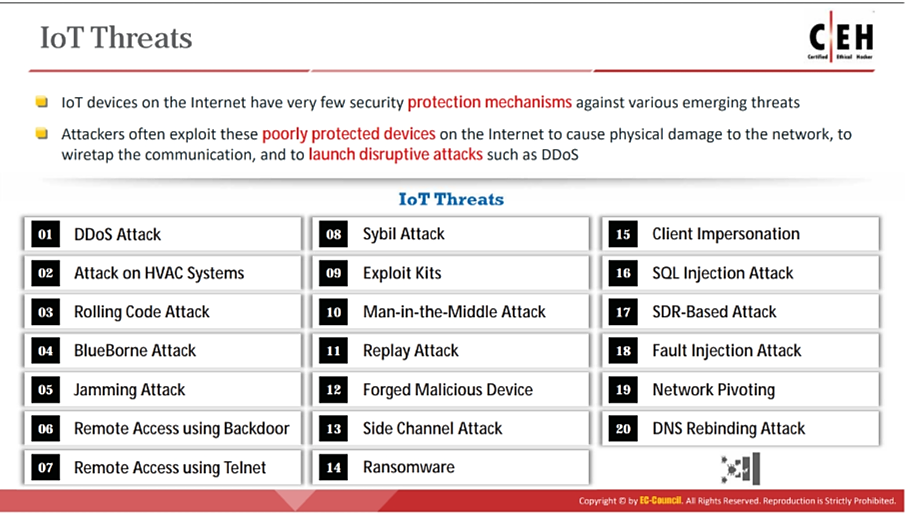 IoT Threats
C|EH
Certified Ethical Hacker
IoT devices on the Internet have very few security protection mechanisms against various emerging threats
Attackers often exploit these poorly protected devices on the Internet to cause physical damage to the network, to
wiretap the communication, and to launch disruptive attacks such as DDoS
IoT Threats
01 DDoS Attack
02 Attack on HVAC Systems
03 Rolling Code Attack
04 BlueBorne Attack
05 Jamming Attack
06 Remote Access using Backdoor
07 Remote Access using Telnet
08 Sybil Attack
09 Exploit Kits
10 Man-in-the-Middle Attack
11 Replay Attack
12 Forged Malicious Device
13 Side Channel Attack
14 Ransomware
15 Client Impersonation
16 SQL Injection Attack
17 SDR-Based Attack
18 Fault Injection Attack
19 Network Pivoting
20 DNS Rebinding Attack
Copyright © by EC-Council. All Rights Reserved. Reproduction is Strictly Prohibited.